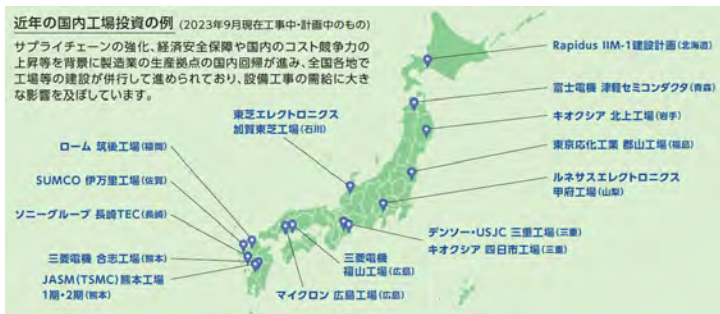 近年の国内工場投資の例 (2023年9月現在工事中・計画中のもの)
サプライチェーンの強化、経済安全保障や国内のコスト競争力の
上昇等を背景に製造業の生産拠点の国内回帰が進み、全国各地で
工場等の建設が併行して進められており、設備工事の需給に大き
な影響を及ぼしています。
Rapidus IIM-1建設計画(北海道)
富士電機 津軽セミコンダクタ(青森)
キオクシア 北上工場(岩手)
東京応化工業 郡山工場(福島)
ルネサスエレクトロニクス
甲府工場(山梨)
デンソー・USJC 三重工場(三重)
キオクシア 四日市工場(三重)
東芝エレクトロニクス
加賀東芝工場(石川)
ローム 筑後工場(福岡)
SUMCO 伊万里工場(佐賀)
ソニーグループ 長崎TEC(長崎)
三菱電機 合志工場(熊本)
JASM(TSMC)熊本工場
1期・2期(熊本)
三菱電機
福山工場(広島)
マイクロン 広島工場(広島)